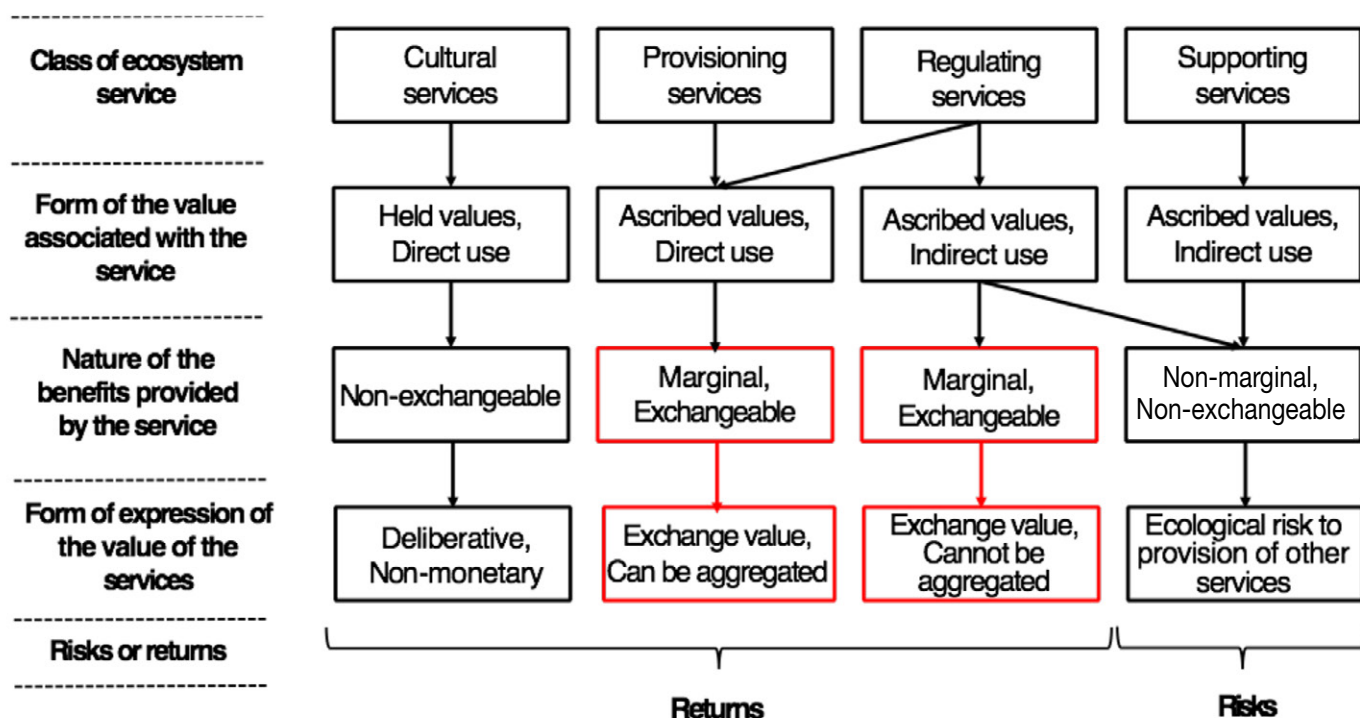 Class of ecosystem
service
Cultural
services
Provisioning
services
Regulating
services
Supporting
services
Form of the value
associated with the
service
Held values,
Direct use
Ascribed values,
Direct use
Ascribed values,
Indirect use
Ascribed values,
Indirect use
Nature of the
benefits provided
by the service
Non-exchangeable
Marginal,
Exchangeable
Marginal,
Exchangeable
Non-marginal,
Non-exchangeable
Form of expression of
the value of the
services
Deliberative,
Non-monetary
Exchange value,
Can be aggregated
Exchange value,
Cannot be
aggregated
Ecological risk to
provision of other
services
Risks or returns
Returns
Risks